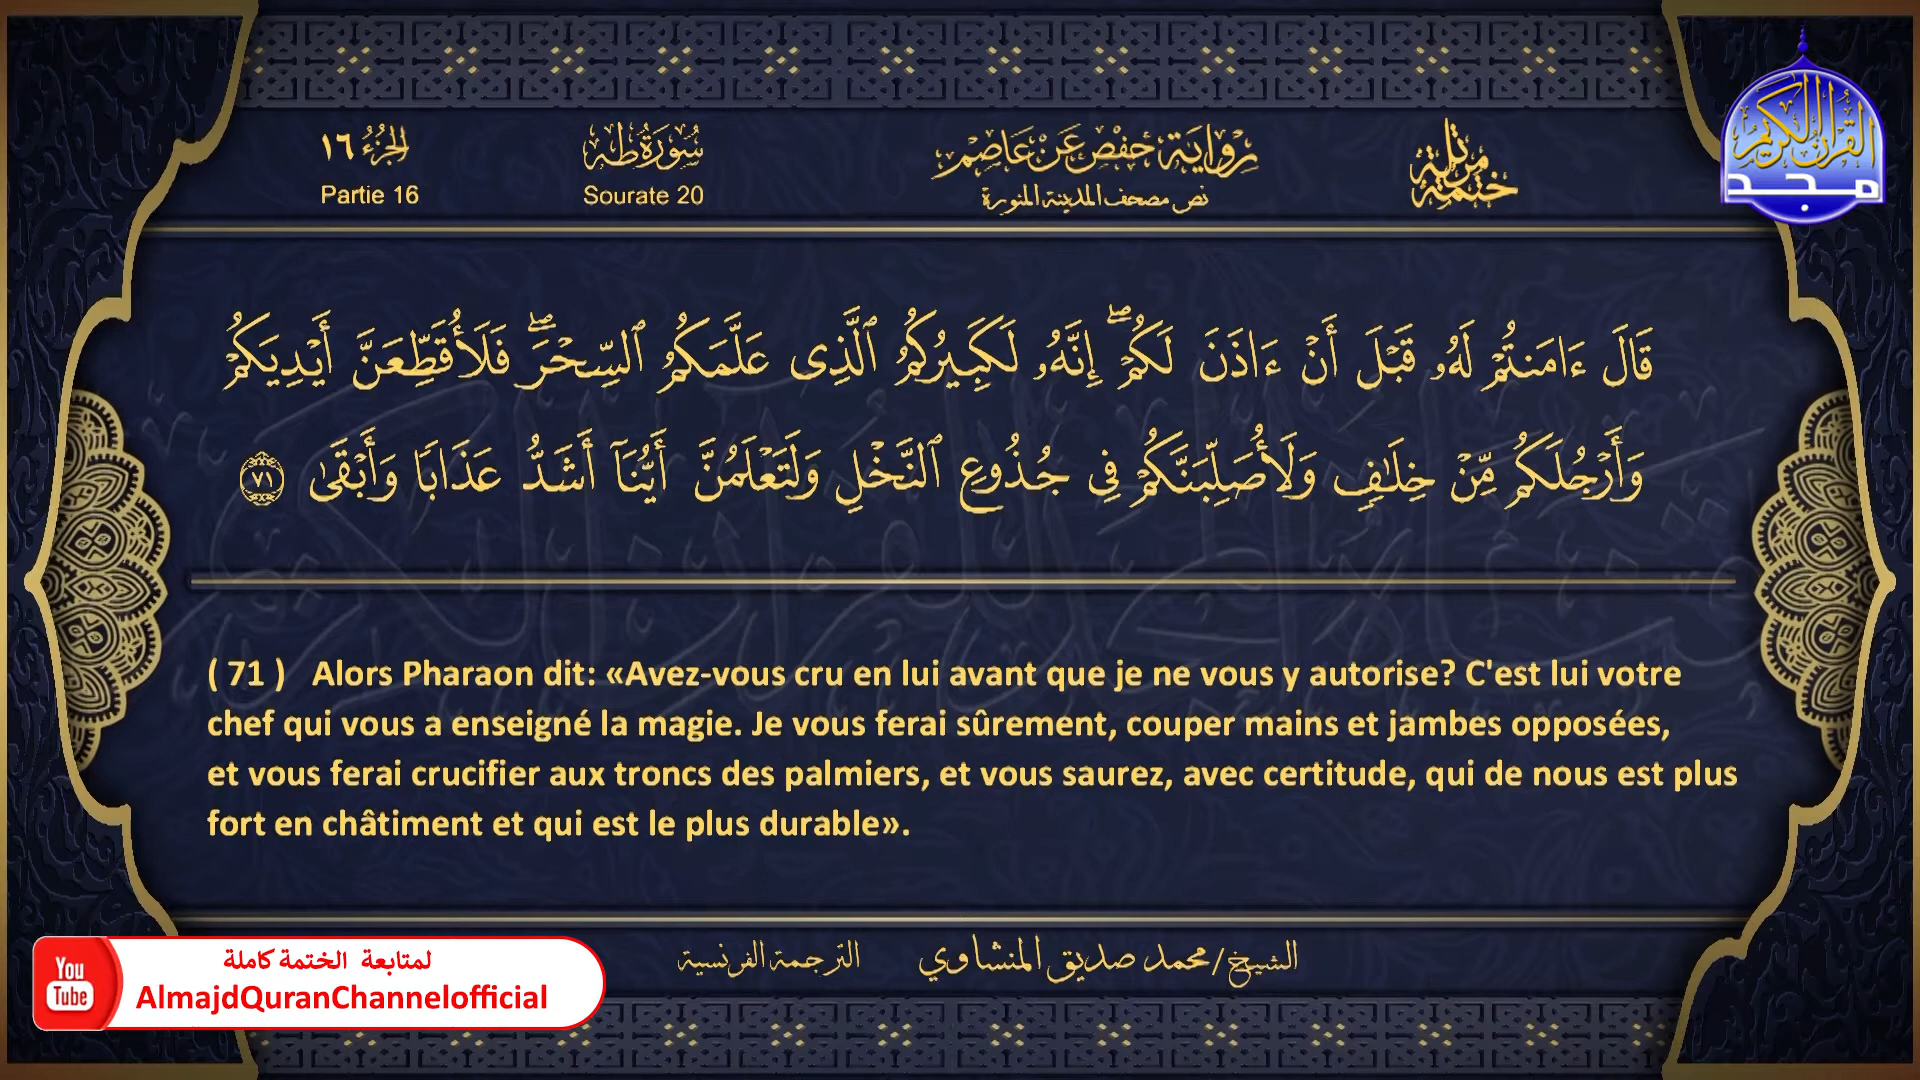 الجزء ١٦
Partie 16
سورة طه
Sourate 20
رواية حفص عن عاصم
نص مصحف المدينة المنورة
ختمة مرتلة
القرآن الكريم
مجد
قَالَ ءَامَنتُمْ لَهُۥ قَبْلَ أَنْ ءَاذَنَ لَكُمْ ۖ إِنَّهُۥ لَكَبِيرُكُمُ ٱلَّذِى عَلَّمَكُمُ ٱلسِّحْرَ ۖ فَلَأُقَطِّعَنَّ أَيْدِيَكُمْ
وَأَرْجُلَكُم مِّنْ خِلَٰفٍ وَلَأُصَلِّبَنَّكُمْ فِى جُذُوعِ ٱلنَّخْلِ وَلَتَعْلَمُنَّ أَيُّنَآ أَشَدُّ عَذَابًا وَأَبْقَىٰ ٧١
( 71 ) Alors Pharaon dit: «Avez-vous cru en lui avant que je ne vous y autorise? C'est lui votre
chef qui vous a enseigné la magie. Je vous ferai sûrement, couper mains et jambes opposées,
et vous ferai crucifier aux troncs des palmiers, et vous saurez, avec certitude, qui de nous est plus
fort en châtiment et qui est le plus durable».
الشيخ/محمد صديق المنشاوي
الترجمة الفرنسية
You
Tube
لمتابعة الختمة كاملة
AlmajdQuranChannelofficial